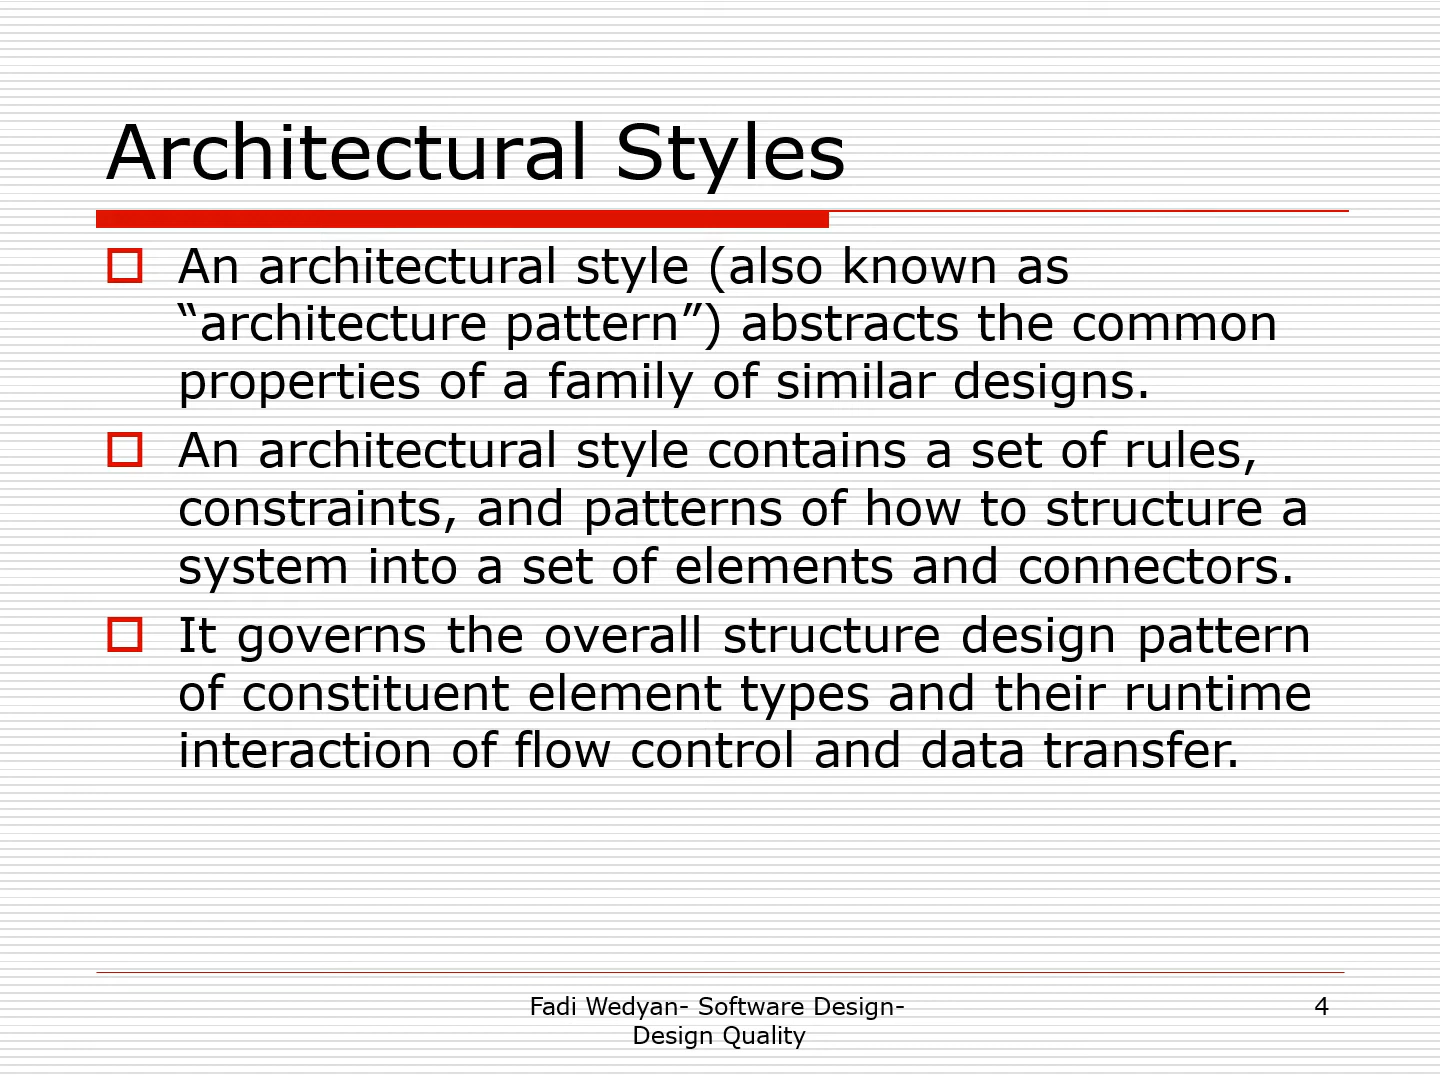 Architectural Styles
An architectural style (also known as
“architecture pattern”) abstracts the common
properties of a family of similar designs.
An architectural style contains a set of rules,
constraints, and patterns of how to structure a
system into a set of elements and connectors.
It governs the overall structure design pattern
of constituent element types and their runtime
interaction of flow control and data transfer.
Fadi Wedyan- Software Design-
Design Quality
4